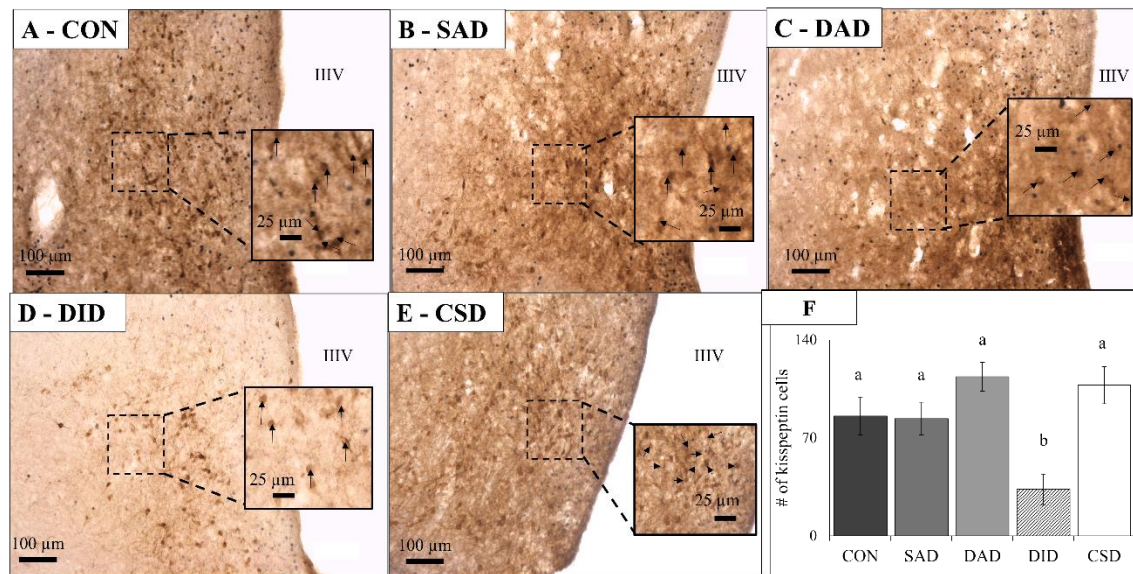 A - CON
IIIV
25 µm
100 µm
B - SAD
IIIV
25 µm
100 µm
C - DAD
IIIV
25 µm
100 µm
D - DID
IIIV
25 µm
100 µm
E - CSD
IIIV
25 µm
100 µm
F
# of kisspeptin cells
140
70
0
a
a
a
b
a
CON SAD DAD DID CSD